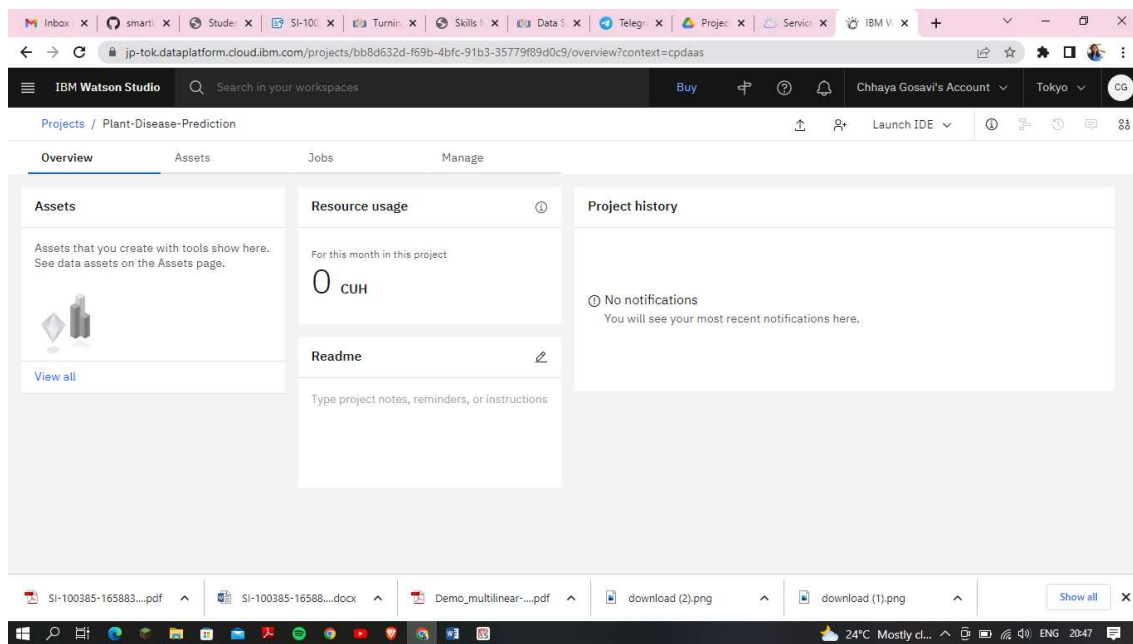 Inbox
smarti
Studer
SI-100
Turnin
Skills
Data S
Telegra
Project
Service
IBM W
jp-tok.dataplatform.cloud.ibm.com/projects/bb8d632d-f69b-4bfc-91b3-35779f89d0c9/overview?context=cpdaas
IBM Watson Studio
Search in your workspaces
Buy
Chhaya Gosavi's Account
Tokyo
CG
Projects / Plant-Disease-Prediction
Launch IDE
Overview
Assets
Jobs
Manage
Assets
Assets that you create with tools show here.
See data assets on the Assets page.
View all
Resource usage
For this month in this project
0 CUH
Readme
Type project notes, reminders, or instructions
Project history
No notifications
You will see your most recent notifications here.
SI-100385-165883....pdf
SI-100385-16588....docx
Demo_multilinear-....pdf
download (2).png
download (1).png
Show all
24°C Mostly cl...
ENG
20:47